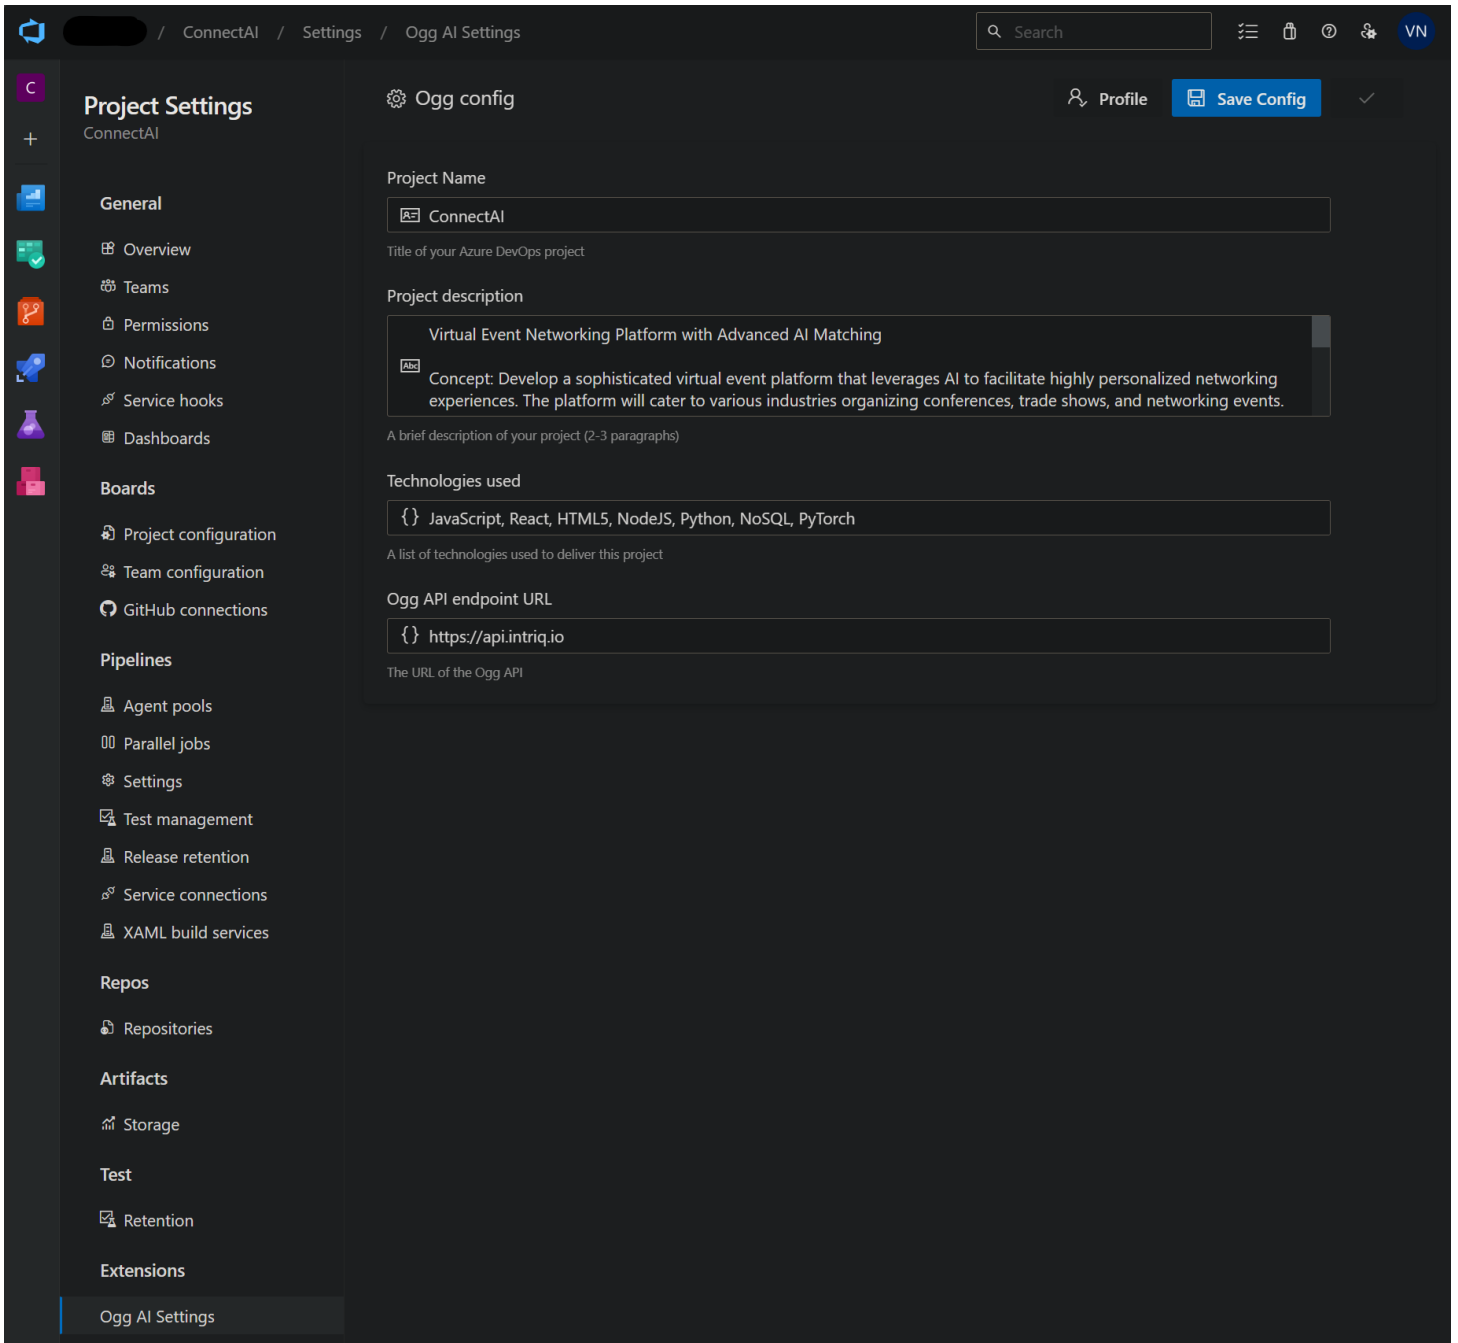 / ConnectAI / Settings / Ogg AI Settings
Search
VN
C
Project Settings
ConnectAI
General
Overview
Teams
Permissions
Notifications
Service hooks
Dashboards
Boards
Project configuration
Team configuration
GitHub connections
Pipelines
Agent pools
Parallel jobs
Settings
Test management
Release retention
Service connections
XAML build services
Repos
Repositories
Artifacts
Storage
Test
Retention
Extensions
Ogg AI Settings
Ogg config
Profile
Save Config
Project Name
ConnectAI
Title of your Azure DevOps project
Project description
Abc
Virtual Event Networking Platform with Advanced AI Matching
Concept: Develop a sophisticated virtual event platform that leverages AI to facilitate highly personalized networking
experiences. The platform will cater to various industries organizing conferences, trade shows, and networking events.
A brief description of your project (2-3 paragraphs)
Technologies used
{} JavaScript, React, HTML5, NodeJS, Python, NoSQL, PyTorch
A list of technologies used to deliver this project
Ogg API endpoint URL
{} https://api.intriq.io
The URL of the Ogg API